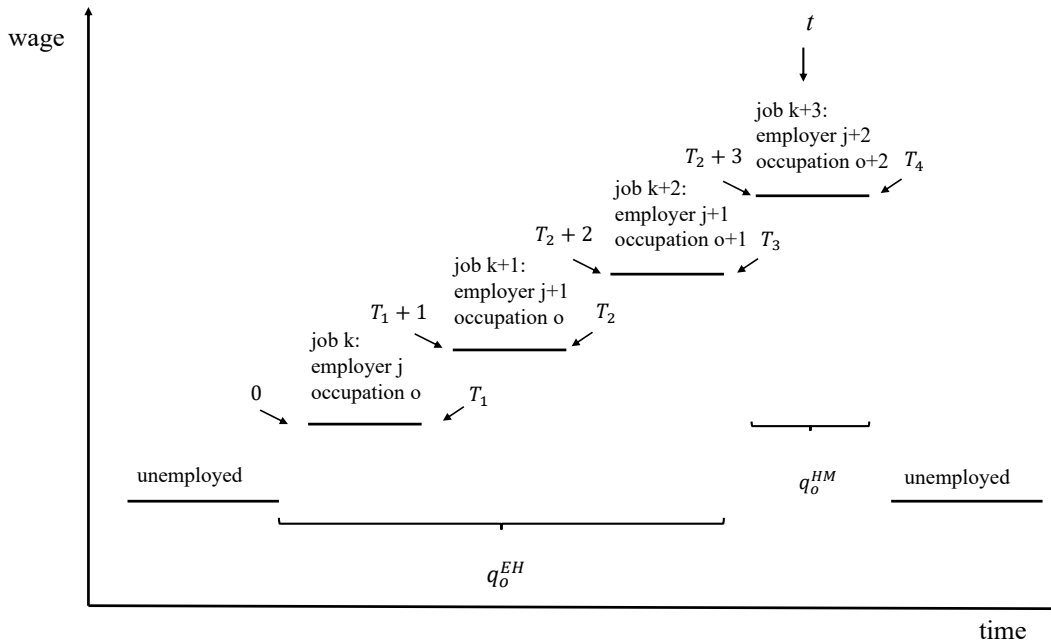 wage
t
job k+3:
employer j+2
occupation o+2
T₂ + 3
T₄
job k+2:
employer j+1
occupation o+1
T₂ + 2
T₃
job k+1:
employer j+1
occupation o
T₁ + 1
T₂
job k:
employer j
occupation o
0
T₁
unemployed
q_o^{HM}
unemployed
q_o^{EH}
time